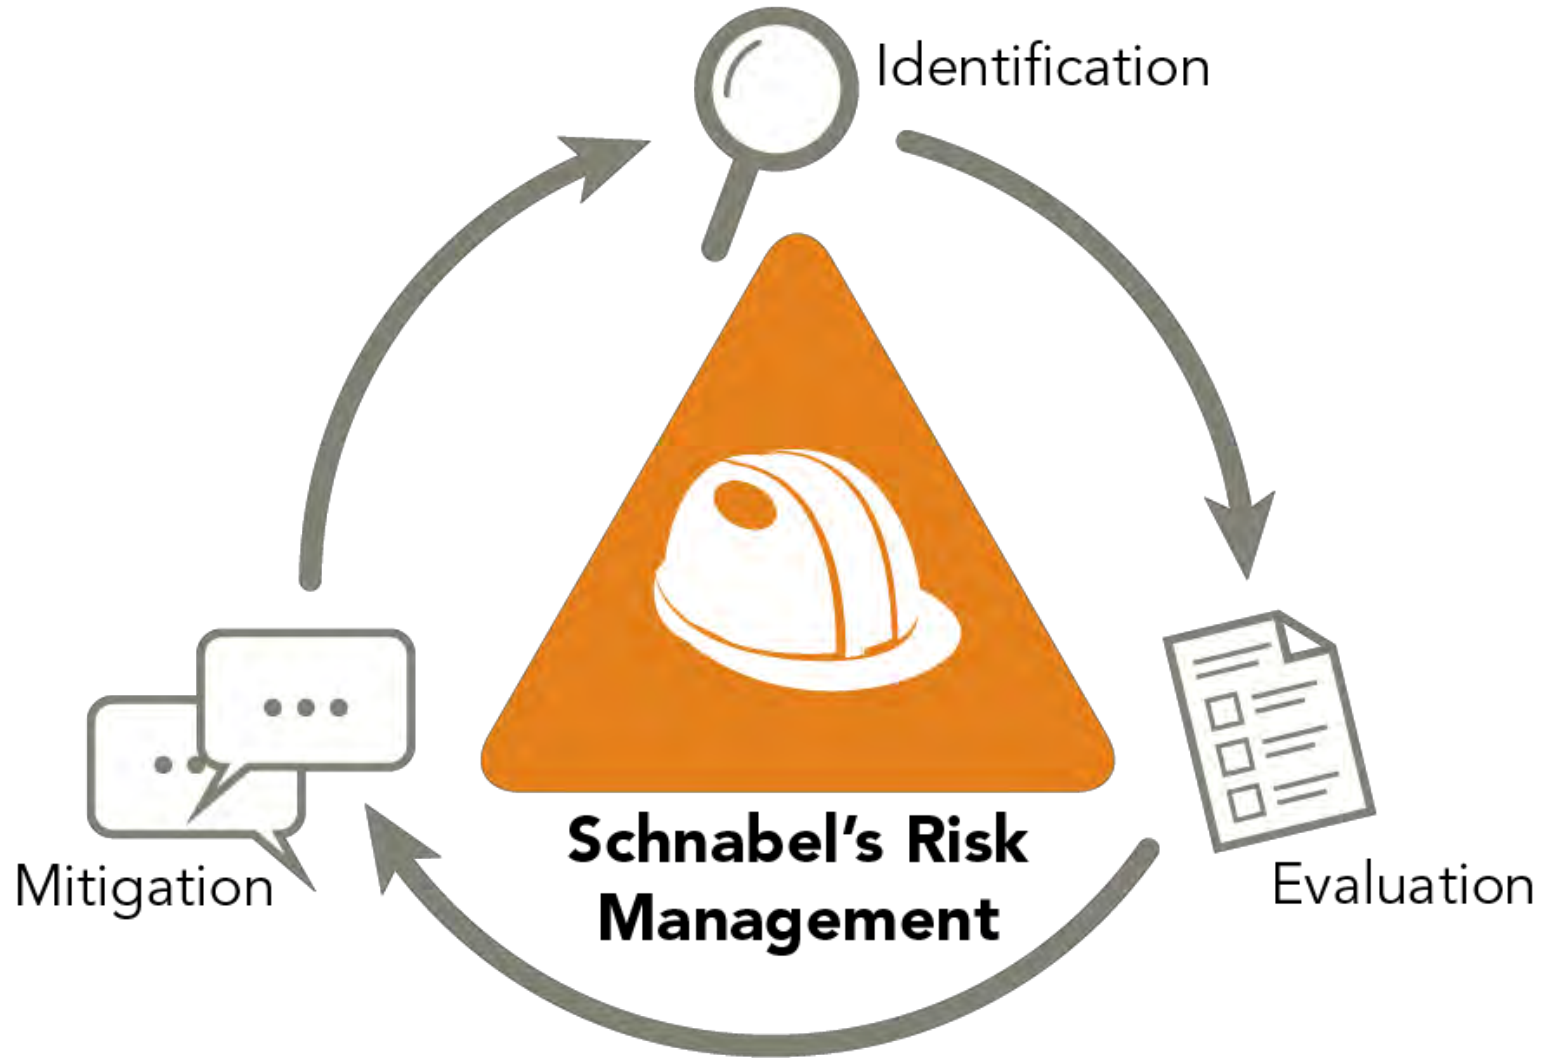 Identification
Schnabel’s Risk
Management
Mitigation
Evaluation